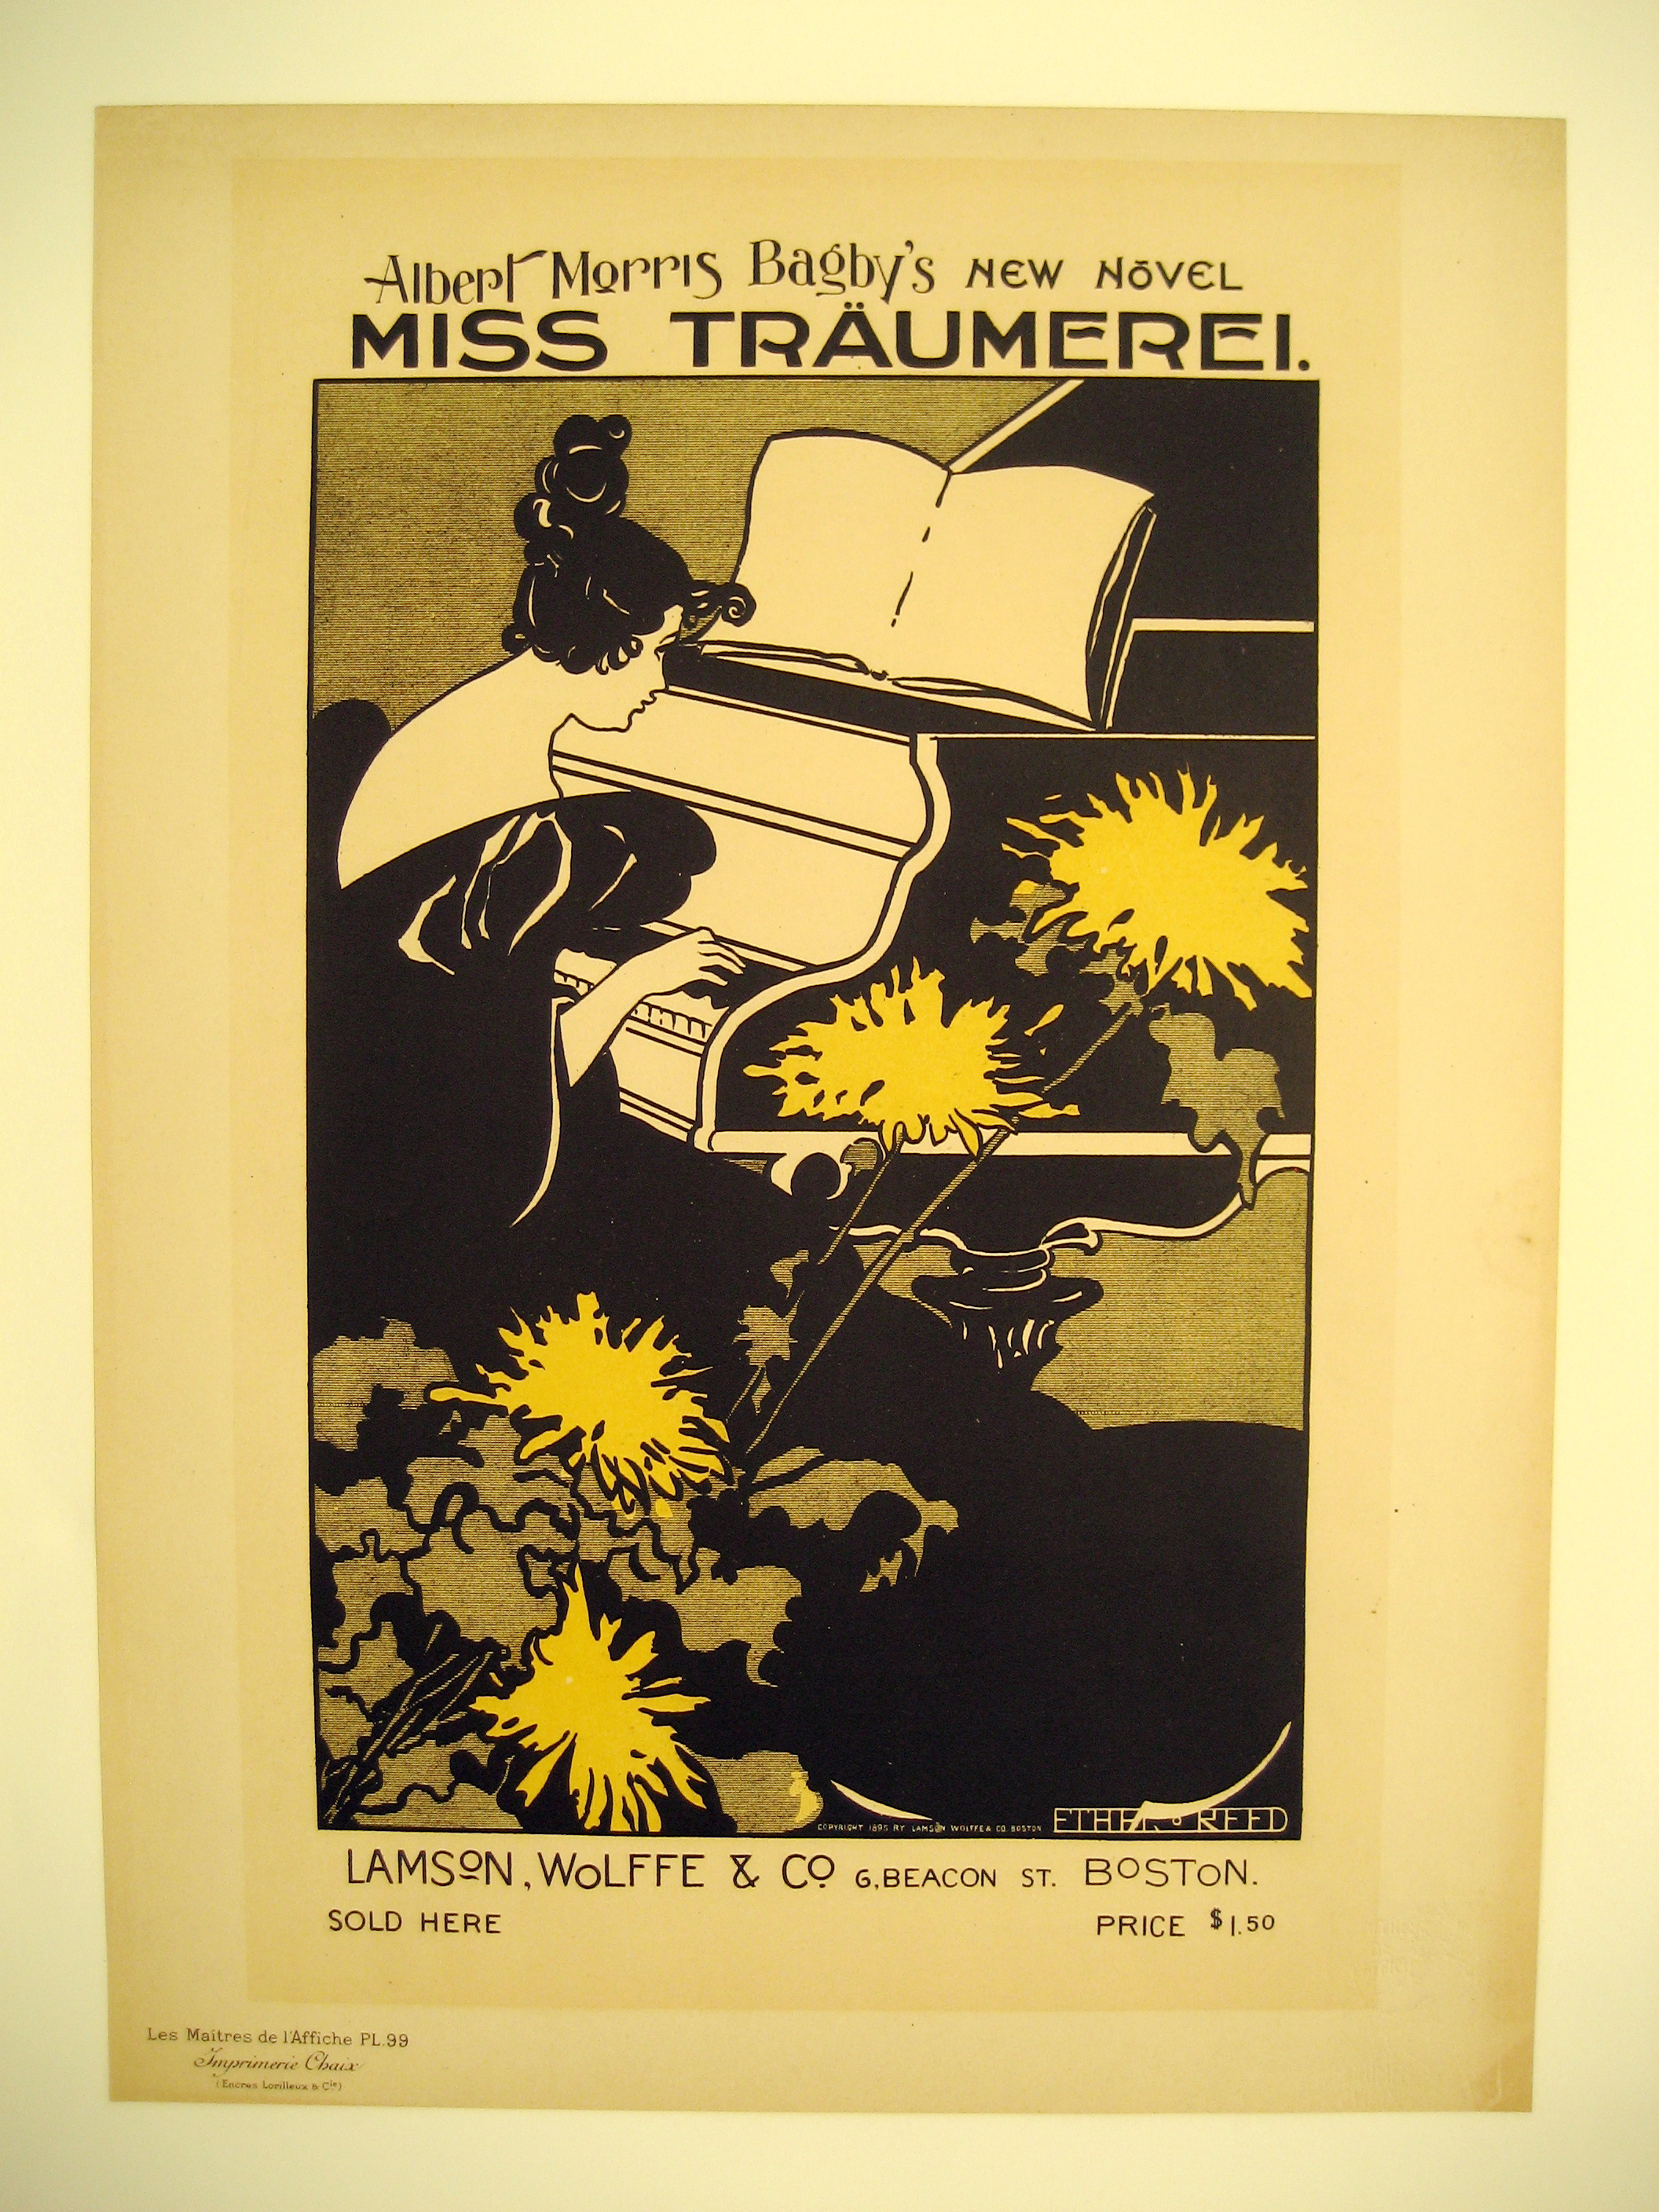 Albert Morris Bagby's NEW NOVEL
MISS TRÄUMEREI.
COPYRIGHT 1895 BY LAMSON WOLFFE & CO. BOSTON
ETHEL REED
LAMSON, WOLFFE & CO 6, BEACON ST. BOSTON.
SOLD HERE PRICE $1.50
Les Maîtres de l'Affiche PL. 99
Imprimerie Chaix
(Encres Lorilleux & Cie)